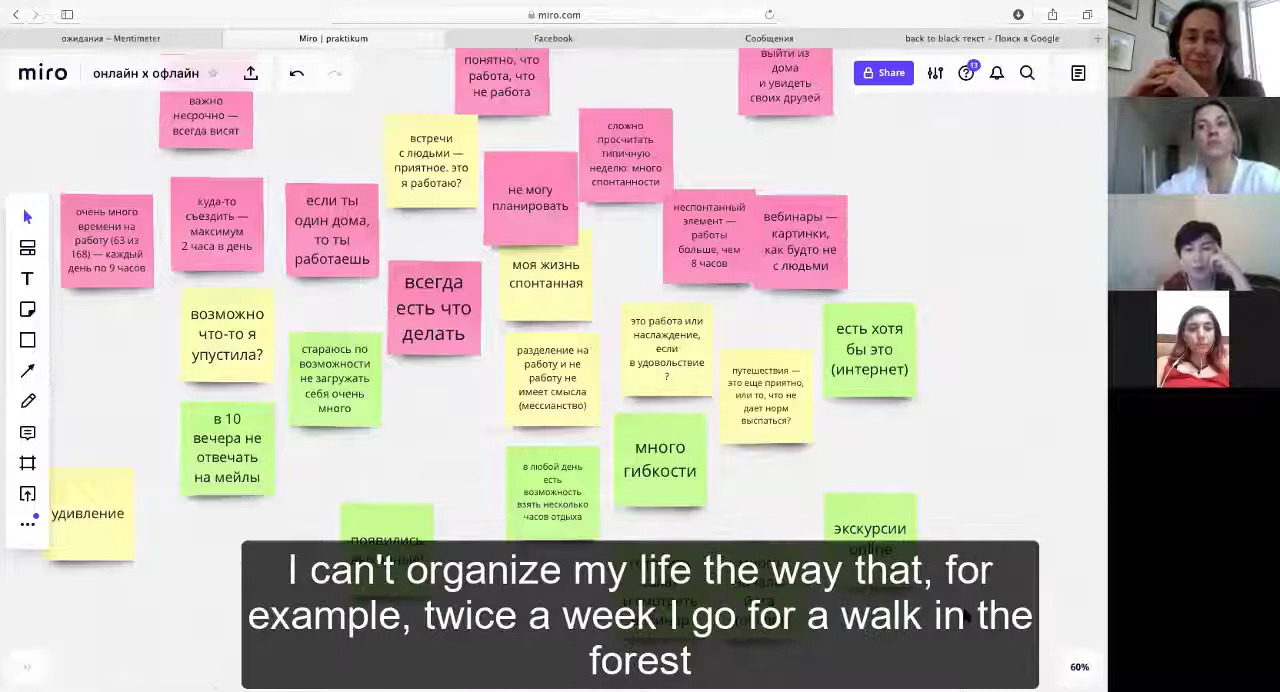 miro.com
ожидания – Mentimeter
Miro | praktikum
Facebook
Сообщения
back to black текст – Поиск в Google
miro
онлайн х офлайн
Share
13
понятно, что
работа, что
не работа
выйти из
дома
и увидеть
своих друзей
важно
несрочно —
всегда висят
встречи
с людьми —
приятное. это
я работаю?
сложно
просчитать
типичную
неделю: много
спонтанности
не могу
планировать
очень много
времени на
работу (63 из
168) — каждый
день по 9 часов
куда-то
съездить —
максимум
2 часа в день
если ты
один дома,
то ты
работаешь
неспонтанный
элемент —
работы
больше, чем
8 часов
вебинары —
картинки,
как будто не
с людьми
всегда
есть что
делать
моя жизнь
спонтанная
возможно
что-то я
упустила?
стараюсь по
возможности
не загружать
себя очень
много
разделение на
работу и не
работу не
имеет смысла
(мессианство)
это работа или
наслаждение,
если
в удовольствие
?
путешествия —
это еще приятно,
или то, что не
дает норм
выспаться?
есть хотя
бы это
(интернет)
в 10
вечера не
отвечать
на мейлы
много
гибкости
в любой день
есть
возможность
взять несколько
часов отдыха
удивление
появились
экскурсии
online
I can't organize my life the way that, for
example, twice a week I go for a walk in the
forest
60%